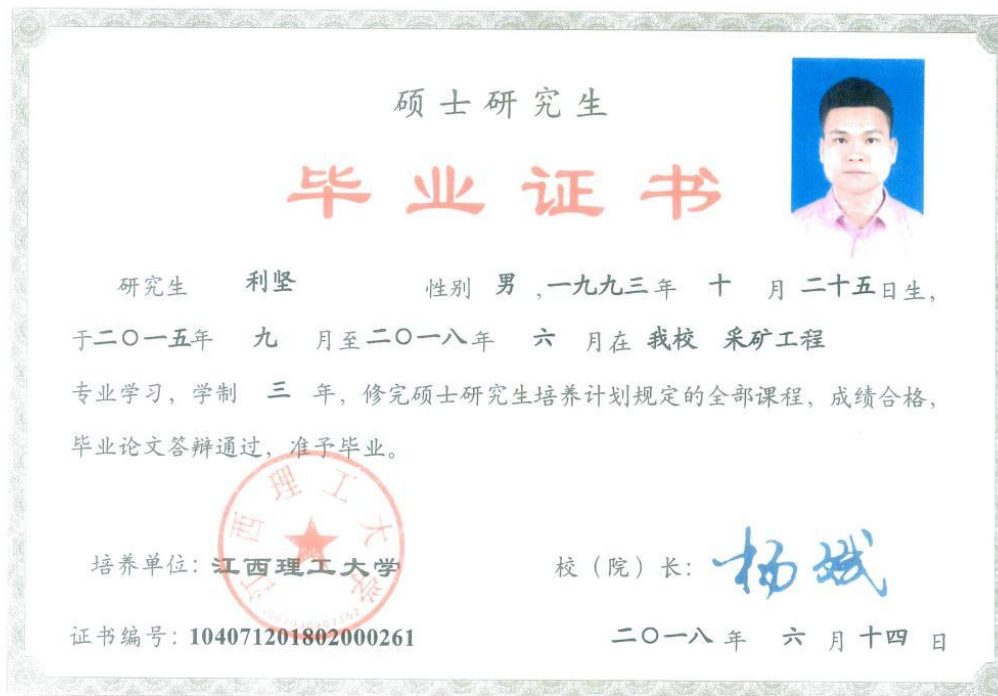 硕士研究生
毕业证书
研究生 利坚 性别 男 ,一九九三年 十 月 二十五日生,
于二〇一五年 九 月至二〇一八年 六 月在 我校 采矿工程
专业学习, 学制 三 年, 修完硕士研究生培养计划规定的全部课程, 成绩合格,
毕业论文答辩通过, 准予毕业。
江西理工大学
培养单位: 江西理工大学 校（院）长: 杨斌
证书编号: 104071201802000261 二〇一八 年 六 月 十四 日